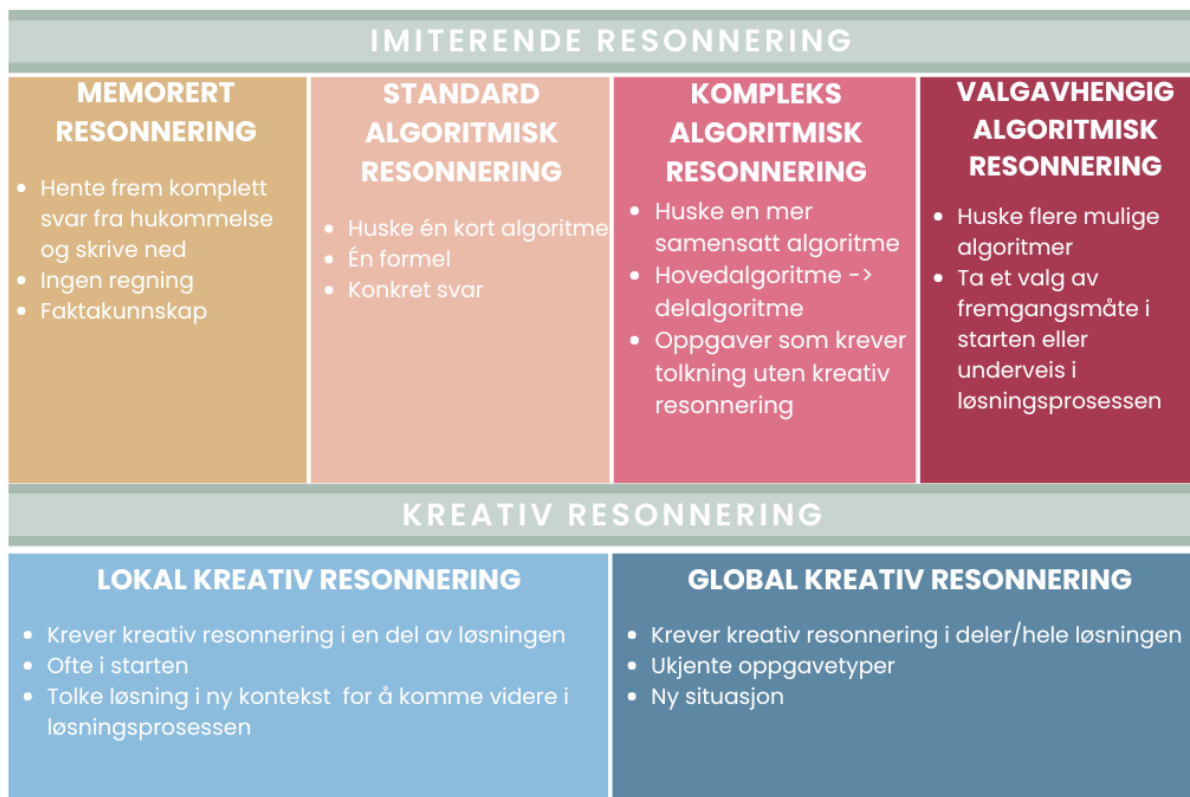 IMITERENDE RESONNERING
MEMORERT
RESONNERING
• Hente frem komplett
svar fra hukommelse
og skrive ned
• Ingen regning
• Faktakunnskap
STANDARD
ALGORITMISK
RESONNERING
• Huske én kort algoritme
• Én formel
• Konkret svar
KOMPLEKS
ALGORITMISK
RESONNERING
• Huske en mer
samensatt algoritme
• Hovedalgoritme ->
delalgoritme
• Oppgaver som krever
tolkning uten kreativ
resonnering
VALGAVHENGIG
ALGORITMISK
RESONNERING
• Huske flere mulige
algoritmer
• Ta et valg av
fremgangsmåte i
starten eller
underveis i
løsningsprosessen
KREATIV RESONNERING
LOKAL KREATIV RESONNERING
• Krever kreativ resonnering i en del av løsningen
• Ofte i starten
• Tolke løsning i ny kontekst for å komme videre i
løsningsprosessen
GLOBAL KREATIV RESONNERING
• Krever kreativ resonnering i deler/hele løsningen
• Ukjente oppgavetyper
• Ny situasjon